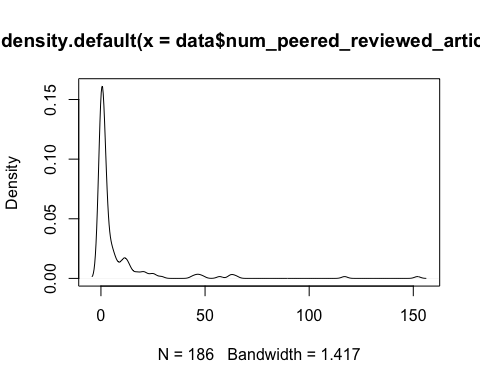 density.default(x = data$num_peered_reviewed_artic
Density
0.00 0.05 0.10 0.15
0 50 100 150
N = 186 Bandwidth = 1.417